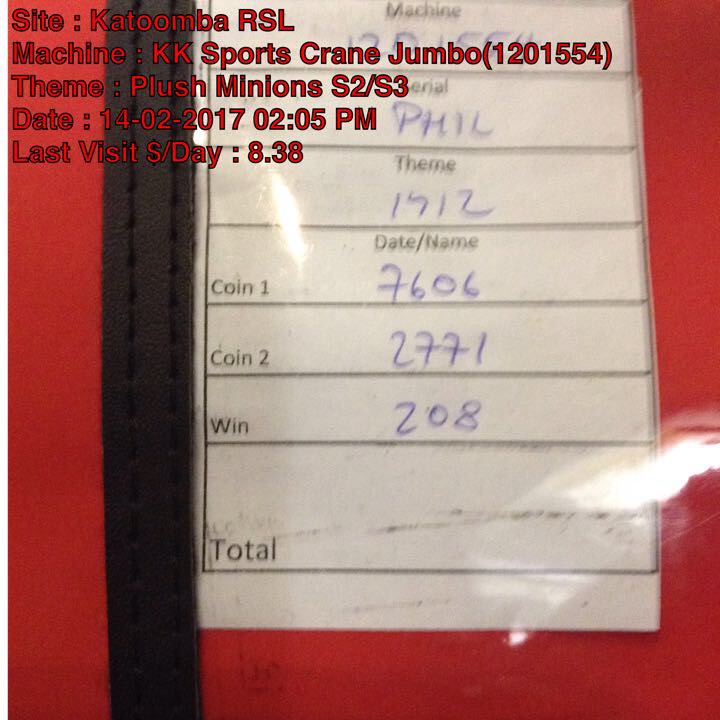 Site : Katoomba RSL
Machine
Machine : KK Sports Crane Jumbo(1201554)
1201554
Theme : Plush Minions S2/S3
Serial
Date : 14-02-2017 02:05 PM
PHIL
Last Visit $/Day : 8.38
Theme
1912
Date/Name
Coin 1 7606
Coin 2 2771
Win 208
Total